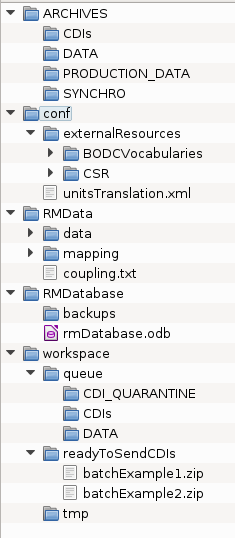 ARCHIVES
CDIs
DATA
PRODUCTION_DATA
SYNCHRO
conf
externalResources
BODCVocabularies
CSR
unitsTranslation.xml
RMData
data
mapping
coupling.txt
RMDatabase
backups
rmDatabase.odb
workspace
queue
CDI_QUARANTINE
CDIs
DATA
readyToSendCDIs
batchExample1.zip
batchExample2.zip
tmp